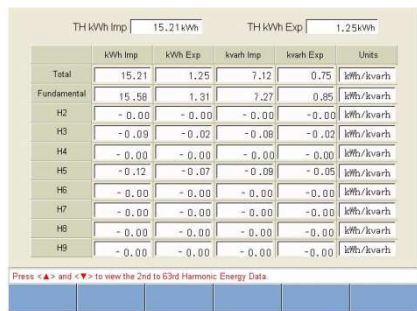 TH kWh Imp 15.21kWh TH kWh Exp 1.25kWh
kWh Imp kWh Exp kvarh Imp kvarh Exp Units
Total 15.21 1.25 7.12 0.75 kWh/kvarh
Fundamental 15.58 1.31 7.27 0.85 kWh/kvarh
H2 - 0.00 - 0.00 - 0.00 - 0.00 kWh/kvarh
H3 - 0.09 - 0.02 - 0.08 - 0.02 kWh/kvarh
H4 - 0.00 - 0.00 - 0.00 - 0.00 kWh/kvarh
H5 - 0.12 - 0.07 - 0.09 - 0.05 kWh/kvarh
H6 - 0.00 - 0.00 - 0.00 - 0.00 kWh/kvarh
H7 - 0.00 - 0.00 - 0.00 - 0.00 kWh/kvarh
H8 - 0.00 - 0.00 - 0.00 - 0.00 kWh/kvarh
H9 - 0.00 - 0.00 - 0.00 - 0.00 kWh/kvarh
Press <▲> and <▼> to view the 2nd to 63rd Harmonic Energy Data.